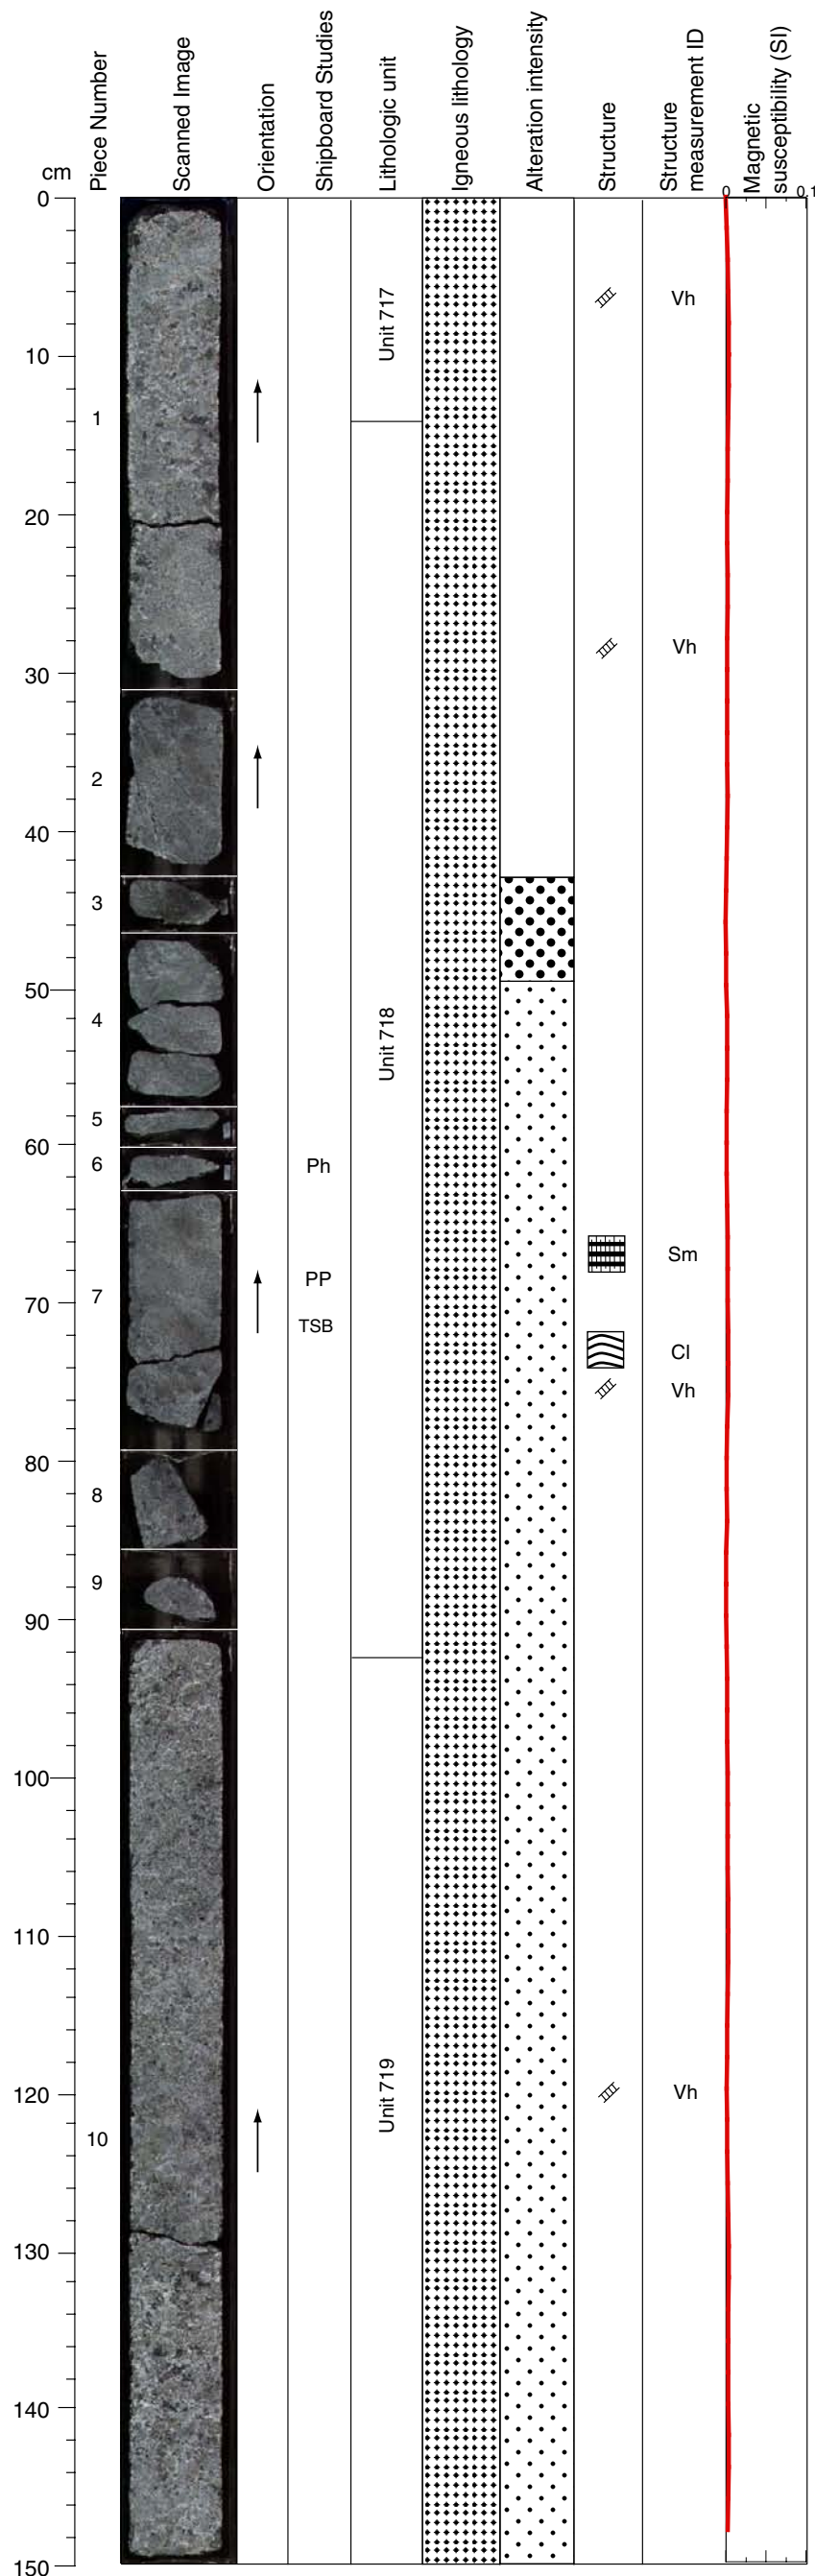 cm
Piece Number
Scanned Image
Orientation
Shipboard Studies
Lithologic unit
Igneous lithology
Alteration intensity
Structure
Structure
measurement ID
Magnetic
susceptibility (SI)
0
0.1
0
Unit 717
Vh
10
1
20
Vh
30
2
40
3
50
4
Unit 718
5
60
6
Ph
Sm
PP
7
70
TSB
Cl
Vh
80
8
9
90
100
110
Unit 719
120
Vh
10
130
140
150